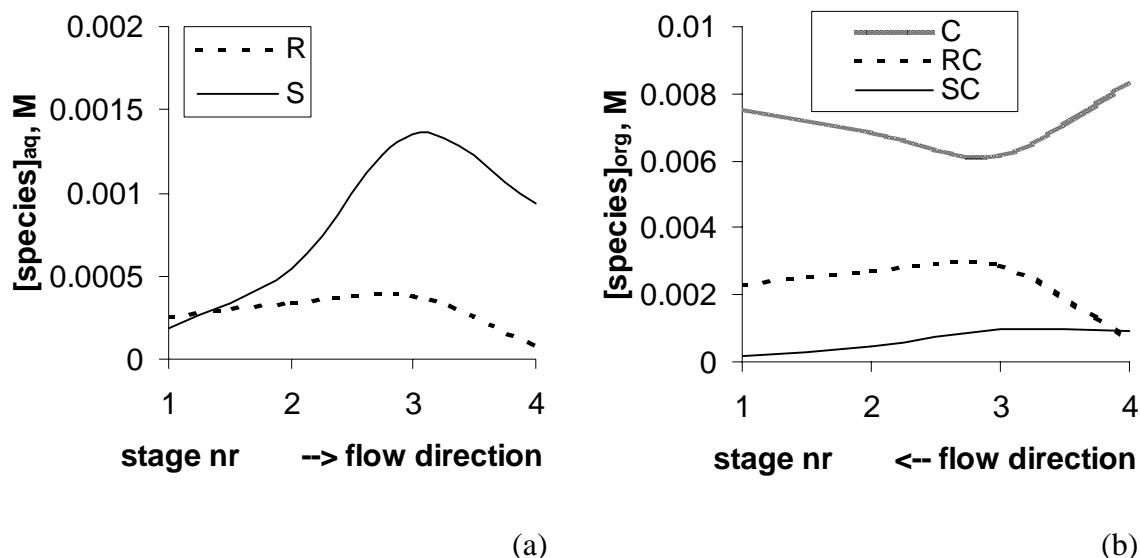 0.002
0.0015
0.001
0.0005
0
R
S
[species]aq, M
1 2 3 4
stage nr --> flow direction
(a)
0.01
0.008
0.006
0.004
0.002
0
C
RC
SC
[species]org, M
1 2 3 4
stage nr <-- flow direction
(b)